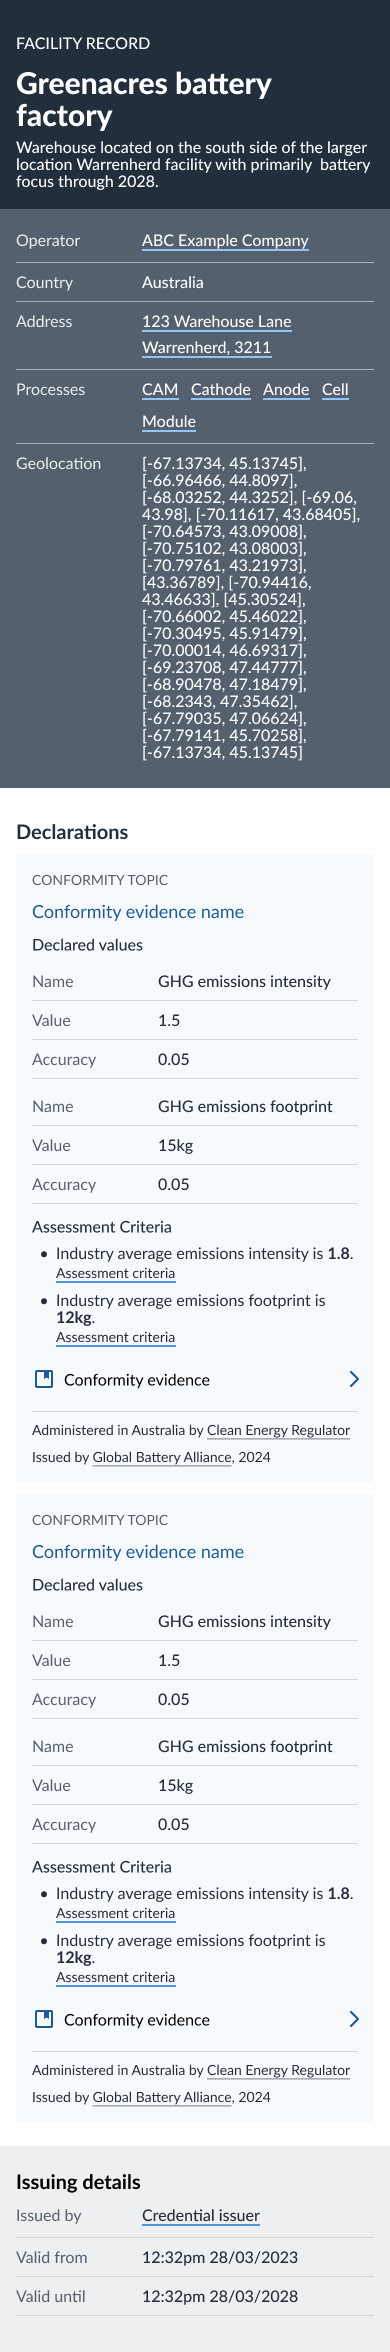 FACILITY RECORD
Greenacres battery
factory
Warehouse located on the south side of the larger
location Warrenherd facility with primarily  battery
focus through 2028.
Operator ABC Example Company
Country Australia
Address 123 Warehouse Lane
Warrenherd, 3211
Processes CAM Cathode Anode Cell
Module
Geolocation [-67.13734, 45.13745],
[-66.96466, 44.8097],
[-68.03252, 44.3252], [-69.06,
43.98], [-70.11617, 43.68405],
[-70.64573, 43.09008],
[-70.75102, 43.08003],
[-70.79761, 43.21973],
[43.36789], [-70.94416,
43.46633], [45.30524],
[-70.66002, 45.46022],
[-70.30495, 45.91479],
[-70.00014, 46.69317],
[-69.23708, 47.44777],
[-68.90478, 47.18479],
[-68.2343, 47.35462],
[-67.79035, 47.06624],
[-67.79141, 45.70258],
[-67.13734, 45.13745]
Declarations
CONFORMITY TOPIC
Conformity evidence name
Declared values
Name GHG emissions intensity
Value 1.5
Accuracy 0.05
Name GHG emissions footprint
Value 15kg
Accuracy 0.05
Assessment Criteria
• Industry average emissions intensity is 1.8.
Assessment criteria
• Industry average emissions footprint is
12kg.
Assessment criteria
Conformity evidence
Administered in Australia by Clean Energy Regulator
Issued by Global Battery Alliance, 2024
CONFORMITY TOPIC
Conformity evidence name
Declared values
Name GHG emissions intensity
Value 1.5
Accuracy 0.05
Name GHG emissions footprint
Value 15kg
Accuracy 0.05
Assessment Criteria
• Industry average emissions intensity is 1.8.
Assessment criteria
• Industry average emissions footprint is
12kg.
Assessment criteria
Conformity evidence
Administered in Australia by Clean Energy Regulator
Issued by Global Battery Alliance, 2024
Issuing details
Issued by Credential issuer
Valid from 12:32pm 28/03/2023
Valid until 12:32pm 28/03/2028